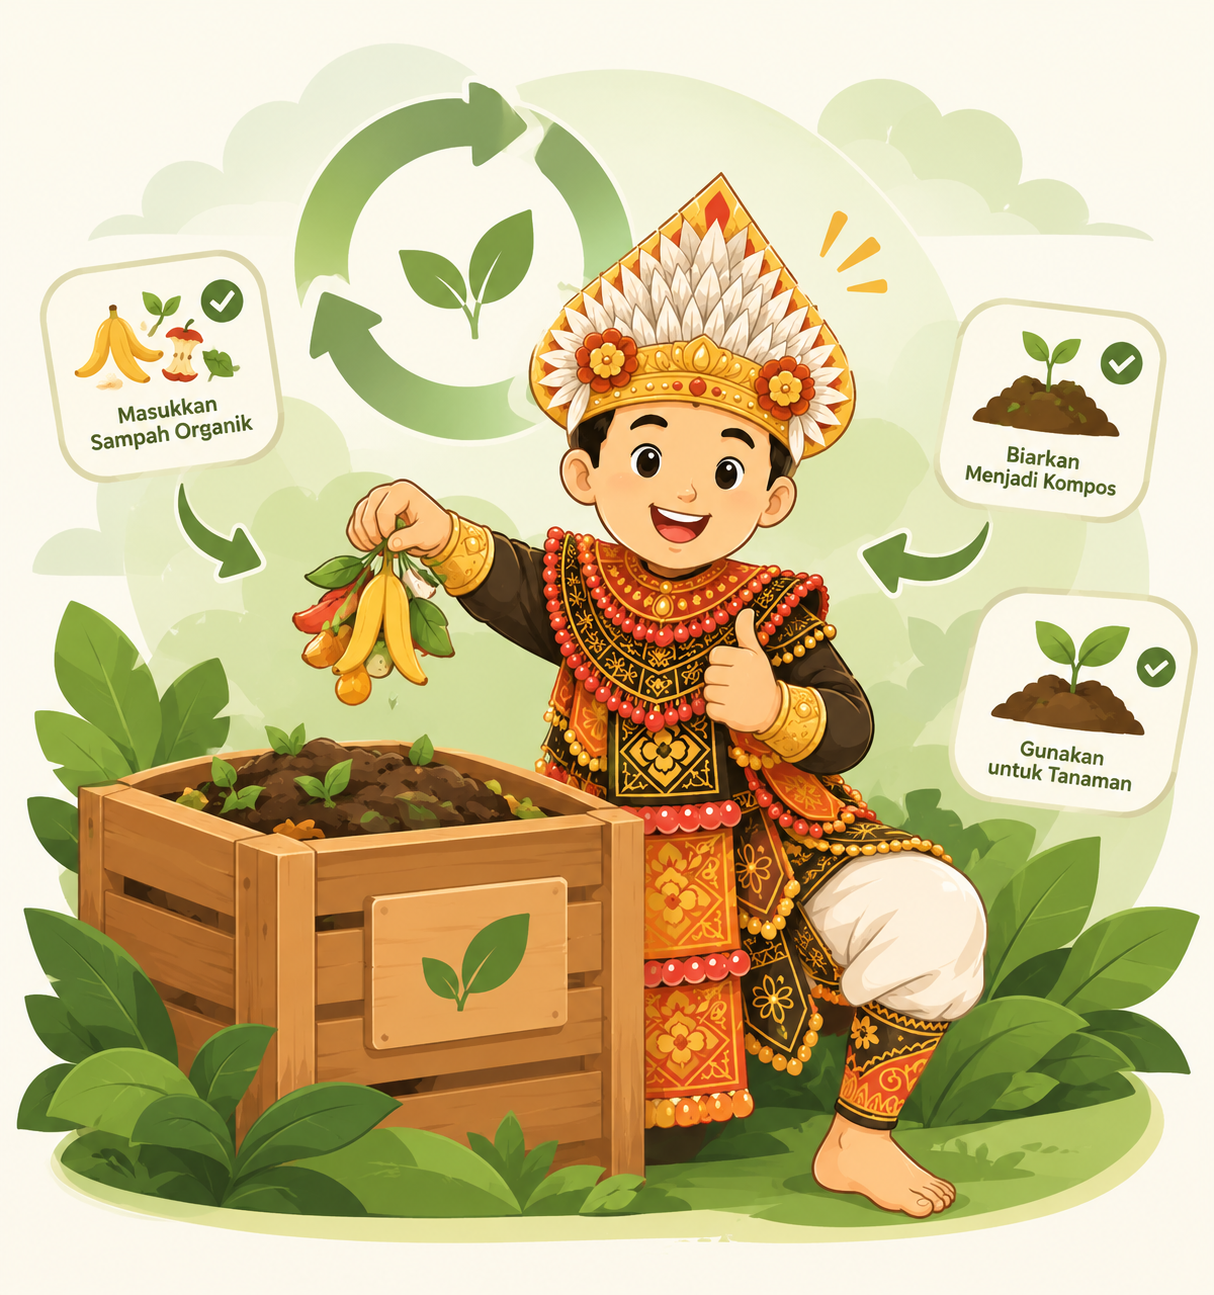 Masukkan
Sampah Organik
Biarkan
Menjadi Kompos
Gunakan
untuk Tanaman